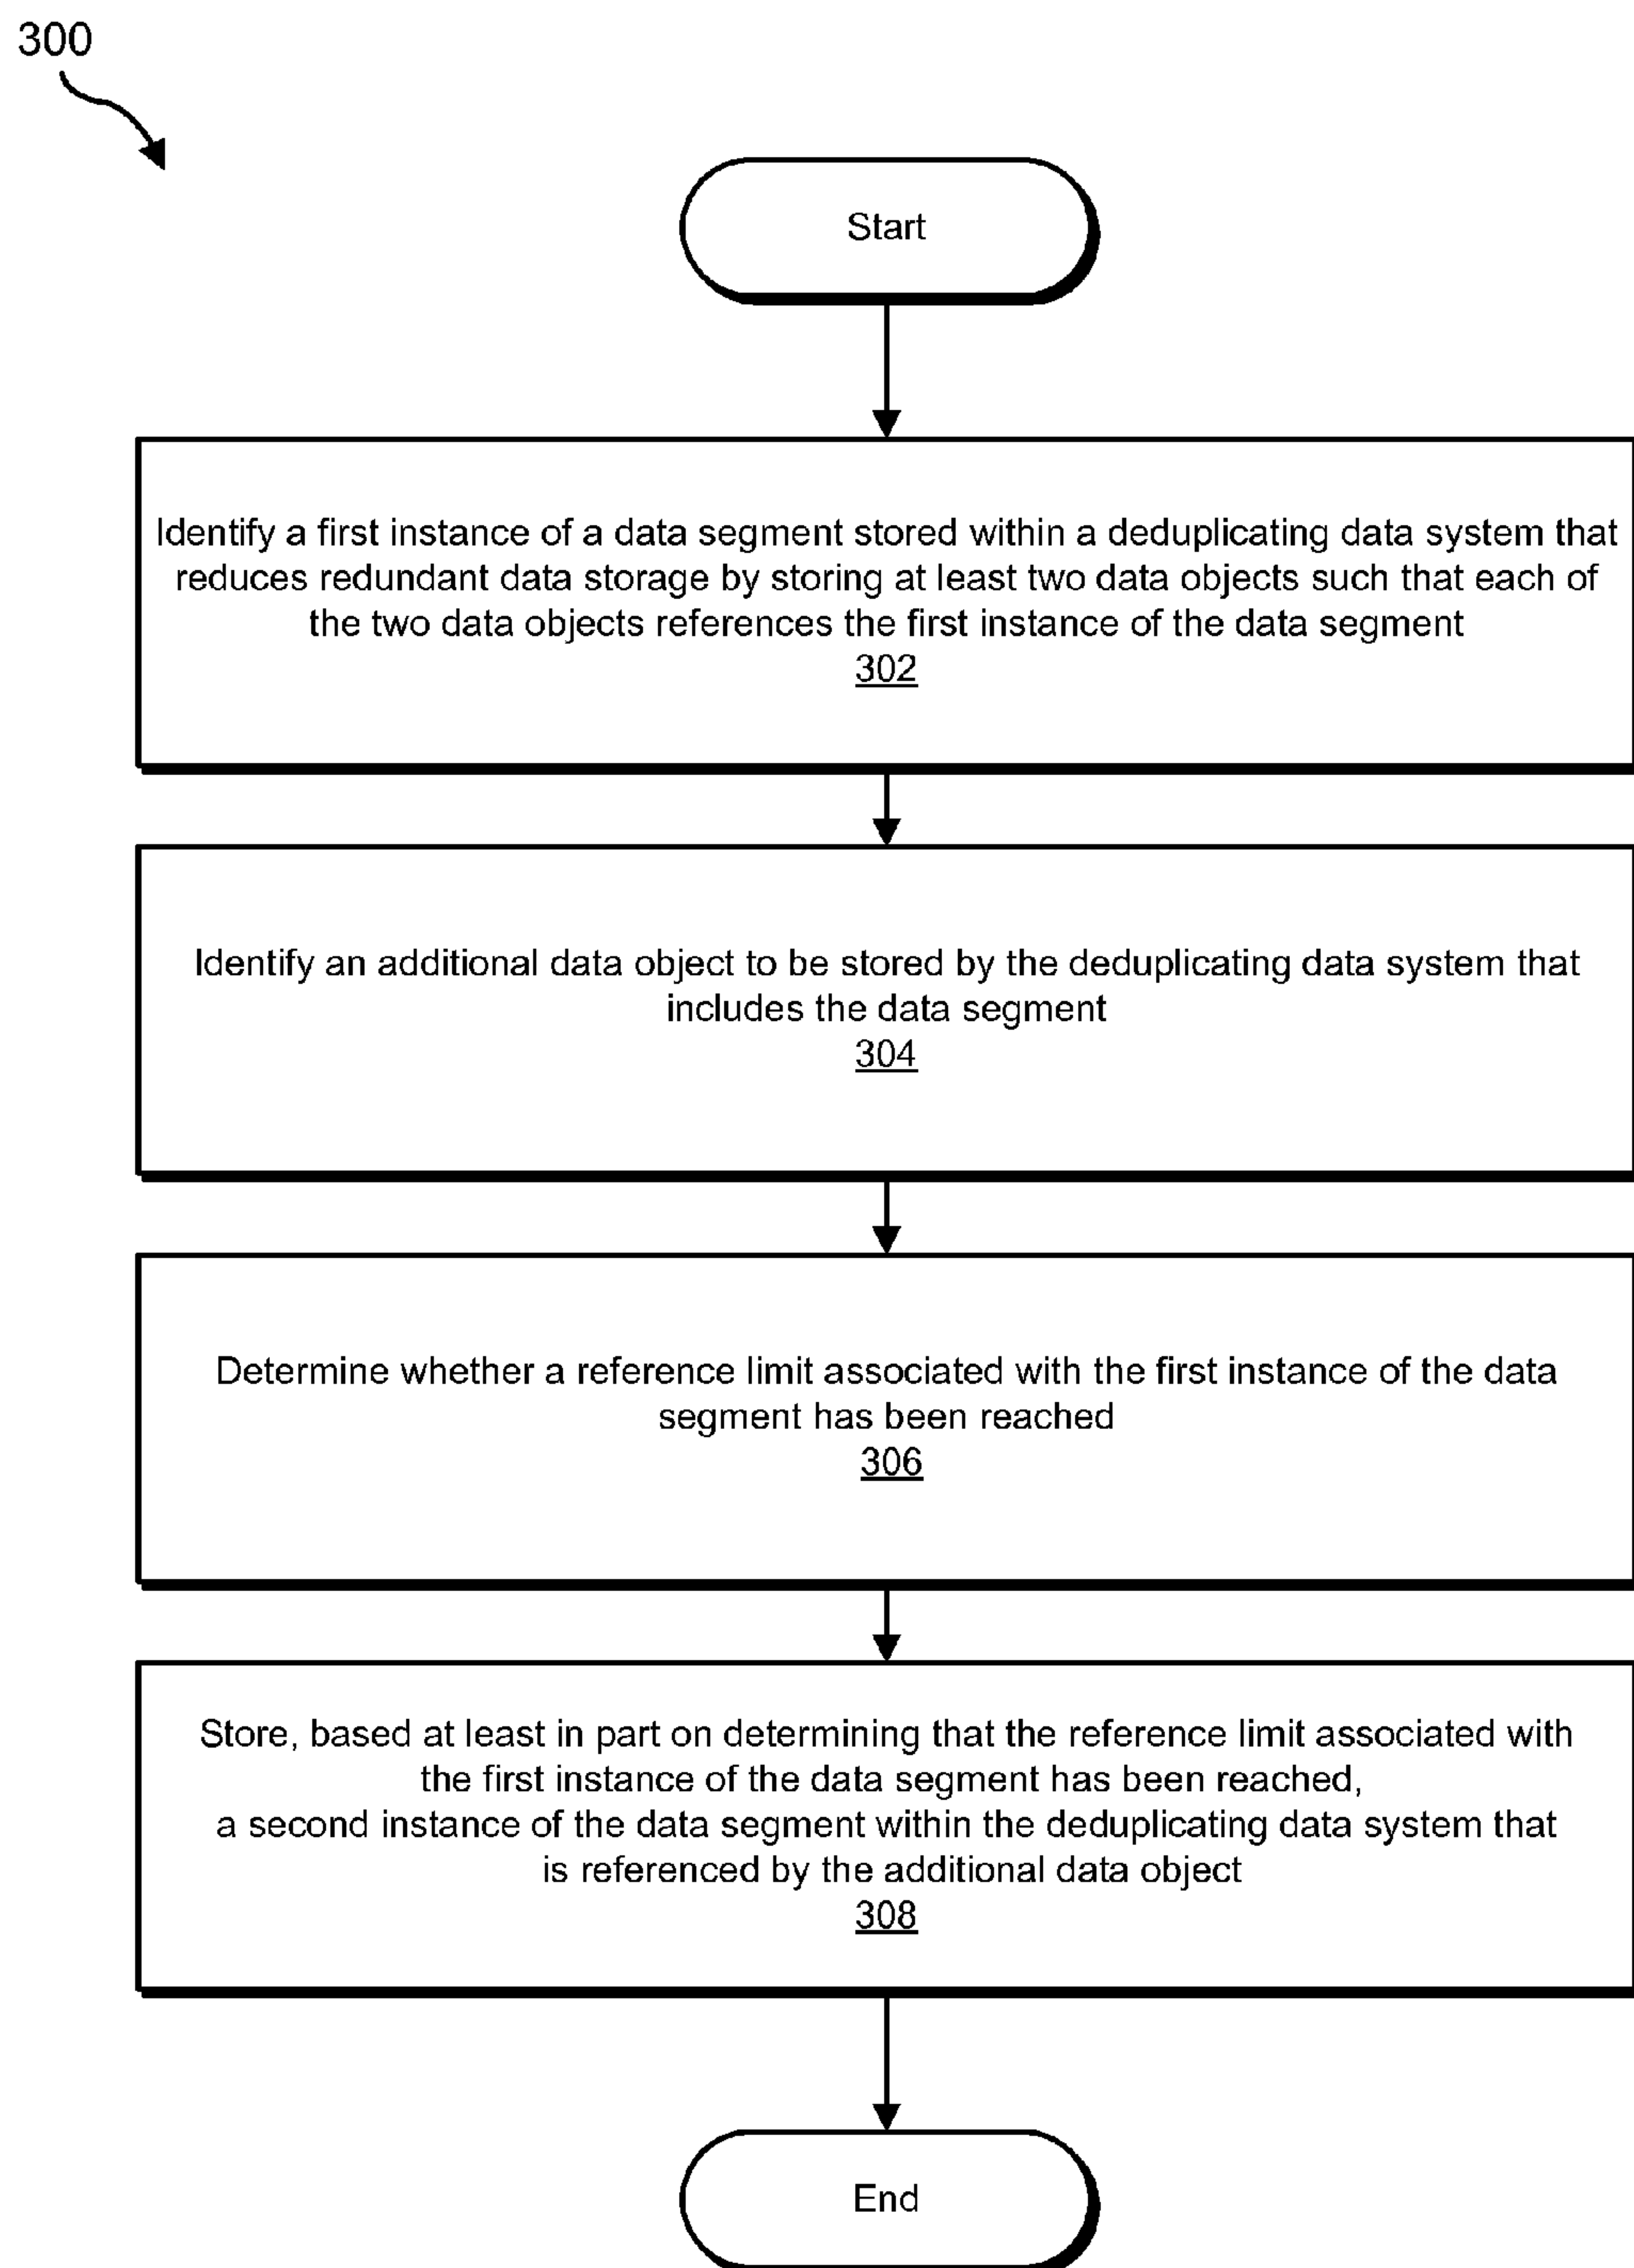 300
Start
Identify a first instance of a data segment stored within a deduplicating data system that
reduces redundant data storage by storing at least two data objects such that each of
the two data objects references the first instance of the data segment
302
Identify an additional data object to be stored by the deduplicating data system that
includes the data segment
304
Determine whether a reference limit associated with the first instance of the data
segment has been reached
306
Store, based at least in part on determining that the reference limit associated with
the first instance of the data segment has been reached,
a second instance of the data segment within the deduplicating data system that
is referenced by the additional data object
308
End